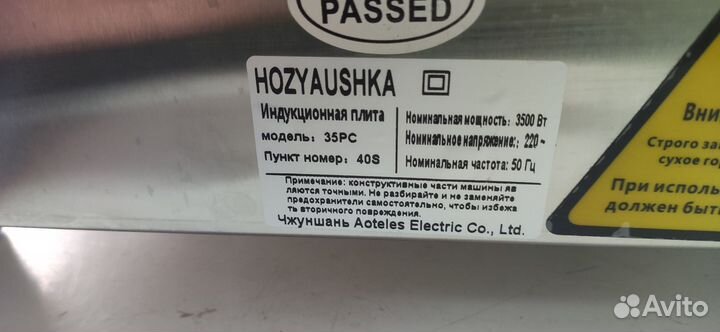 PASSED
HOZYAUSHKA
Индукционная плита
модель: 35PC
Пункт номер: 40S
Номинальная мощность: 3500 Вт
Номинальное напряжение:: 220~
Номинальная частота: 50 Гц
Примечание: конструктивные части машины яв
ляются точными. Не разбирайте и не заменяйте
предохранители самостоятельно, чтобы избежа
ть вторичного повреждения.
Чжуншань Aoteles Electric Co., Ltd.
Вни
Строго за
сухое го
При исполь
должен быт
Avito